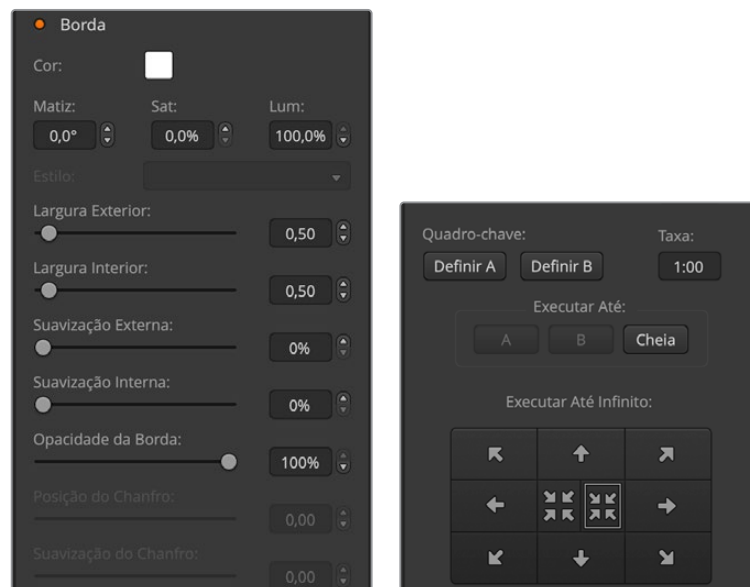 Borda
Cor:
Matiz: Sat: Lum:
0,0° 0,0% 100,0%
Estilo:
Largura Exterior:
0,50
Largura Interior:
0,50
Suavização Externa:
0%
Suavização Interna:
0%
Opacidade da Borda:
100%
Posição do Chanfro:
0,00
Suavização do Chanfro:
0,00
Quadro-chave: Taxa:
Definir A Definir B 1:00
Executar Até:
A B Cheia
Executar Até Infinito: